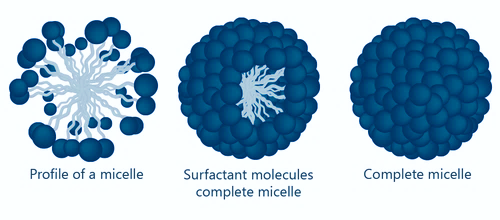 Profile of a micelle
Surfactant molecules
complete micelle
Complete micelle